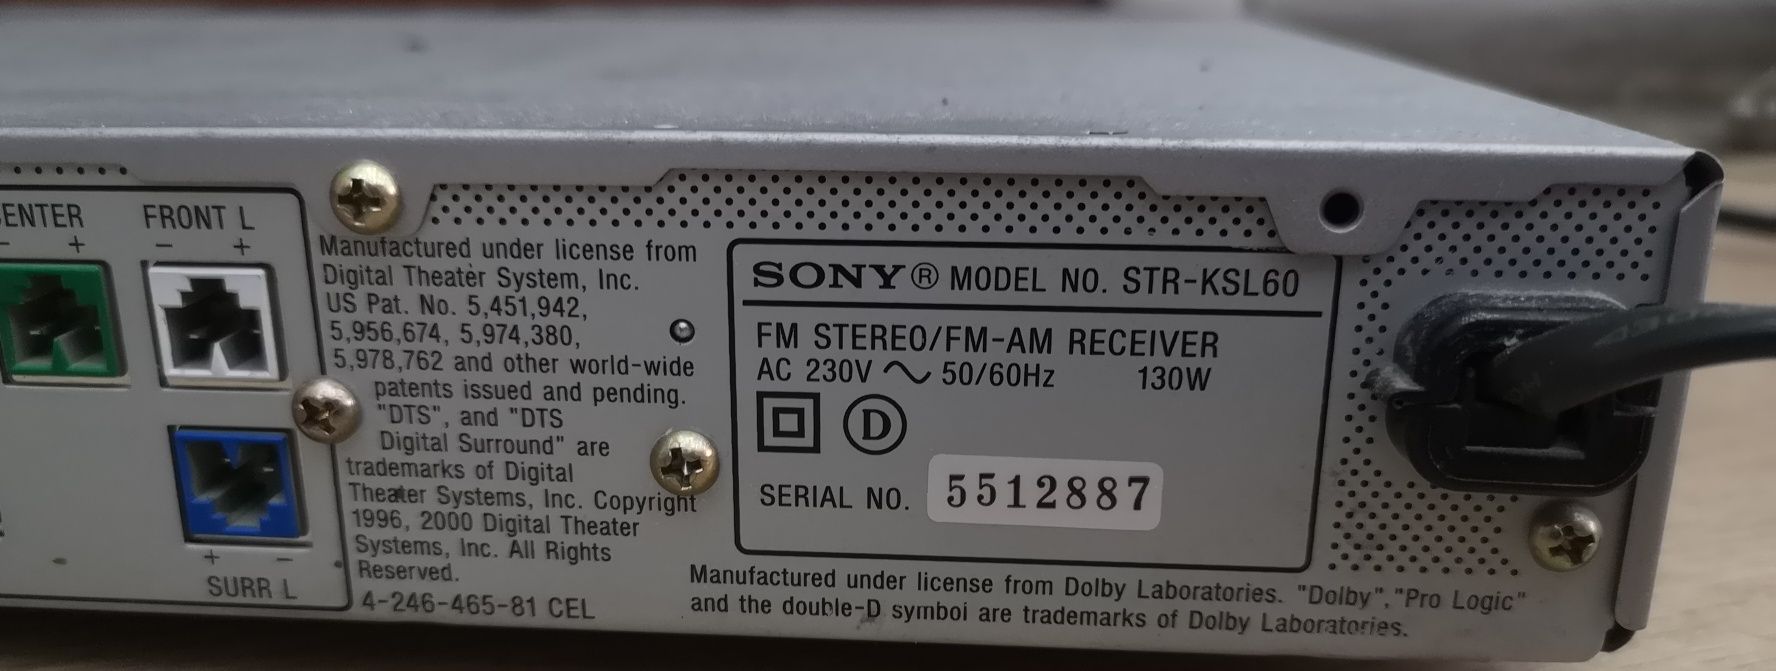 FRONT L
- +
- +
+ -
SURR L
Manufactured under license from
Digital Theater System, Inc.
US Pat. No. 5,451,942,
5,956,674, 5,974,380,
5,978,762 and other world-wide
patents issued and pending.
"DTS", and "DTS
Digital Surround" are
trademarks of Digital
Theater Systems, Inc. Copyright
1996, 2000 Digital Theater
Systems, Inc. All Rights
Reserved.
4-246-465-81 CEL
SONY® MODEL NO. STR-KSL60
FM STEREO/FM-AM RECEIVER
AC 230V ~ 50/60Hz 130W
D
SERIAL NO. 5512887
Manufactured under license from Dolby Laboratories. "Dolby", "Pro Logic"
and the double-D symbol are trademarks of Dolby Laboratories.